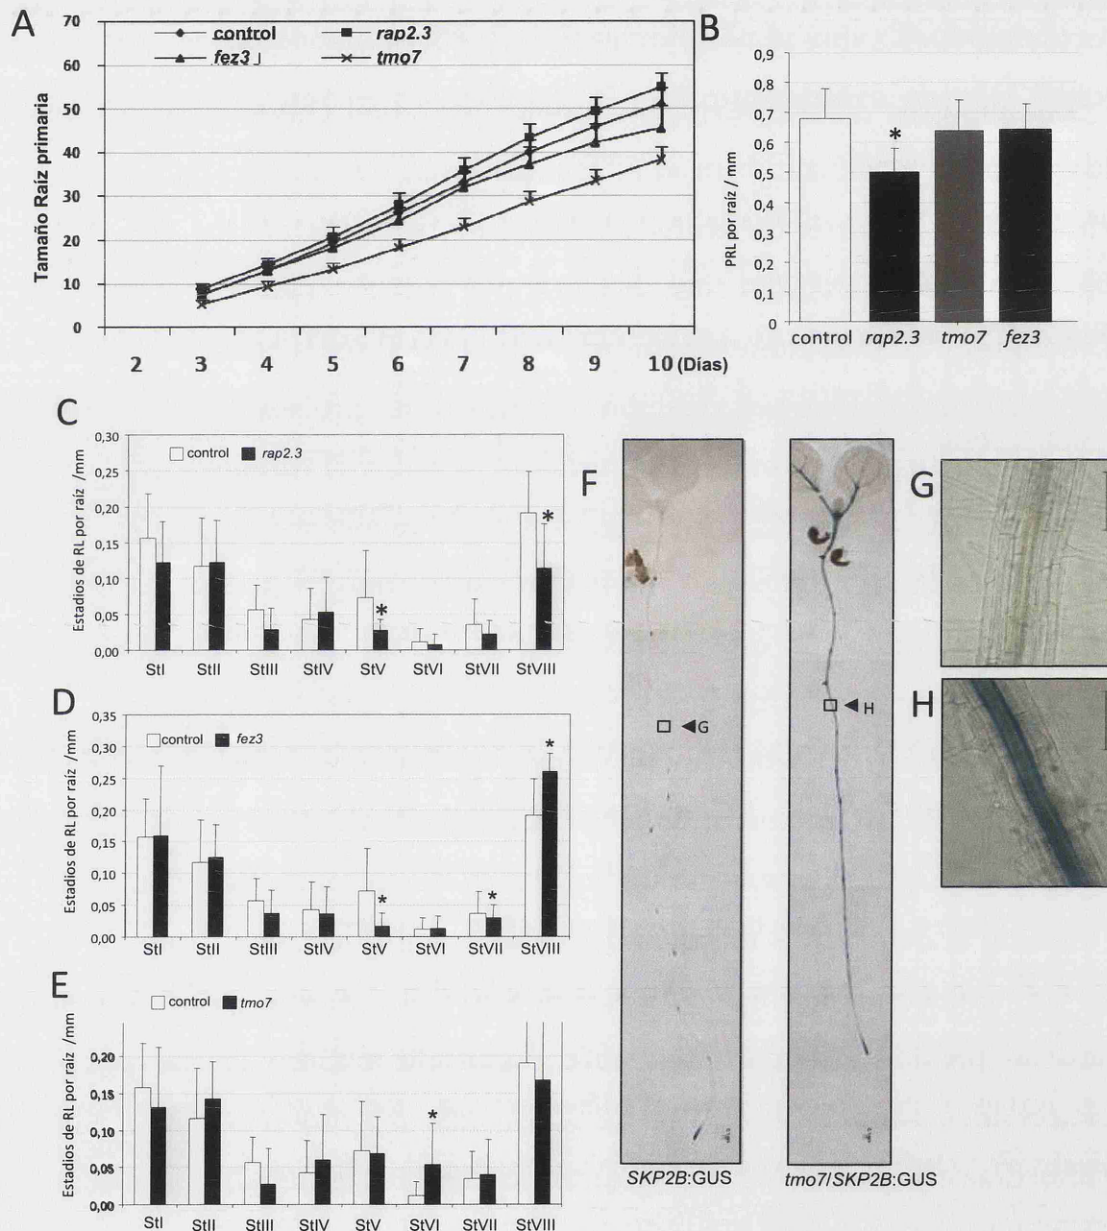 A
70
60
50
40
30
20
10
0
Tamaño Raiz primaria
control
rap2.3
fez3
tmo7
2 3 4 5 6 7 8 9 10 (Días)
B
0,9
0,8
0,7
0,6
0,5
0,4
0,3
0,2
0,1
0
PRL por raíz / mm
*
control rap2.3 tmo7 fez3
C
0,30
0,25
0,20
0,15
0,10
0,05
0,00
Estadios de RL por raíz /mm
control rap2.3
* *
StI StII StIII StIV StV StVI StVII StVIII
D
0,35
0,30
0,25
0,20
0,15
0,10
0,05
0,00
Estadios de RL por raíz /mm
control fez3
* * *
StI StII StIII StIV StV StVI StVII StVIII
E
0,20
0,15
0,10
0,05
0,00
Estadios de RL por raíz /mm
control tmo7
*
StI StII StIII StIV StV StVI StVII StVIII
F
G
H
SKP2B:GUS
tmo7/SKP2B:GUS
G
H